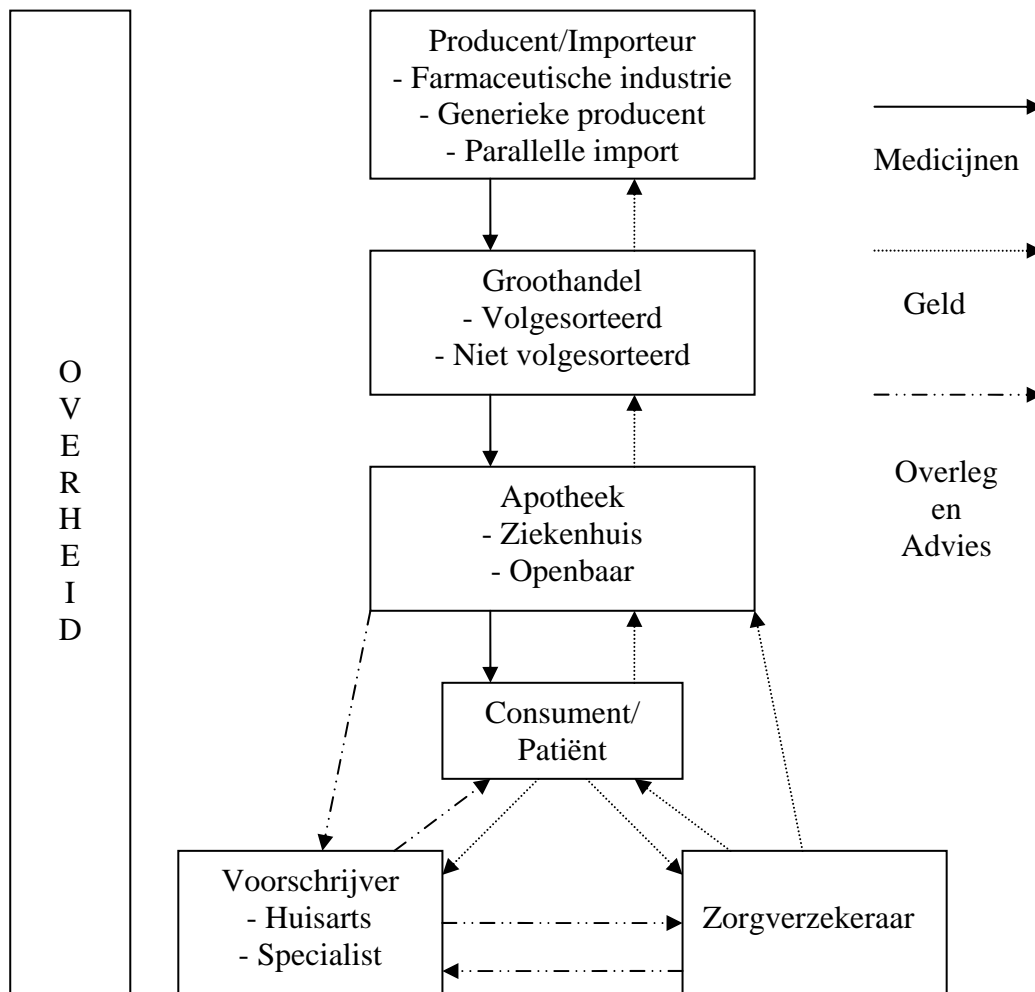 O
V
E
R
H
E
I
D
Producent/Importeur
- Farmaceutische industrie
- Generieke producent
- Parallelle import
Groothandel
- Volgesorteerd
- Niet volgesorteerd
Apotheek
- Ziekenhuis
- Openbaar
Consument/
Patiënt
Voorschrijver
- Huisarts
- Specialist
Zorgverzekeraar
Medicijnen
Geld
Overleg
en
Advies